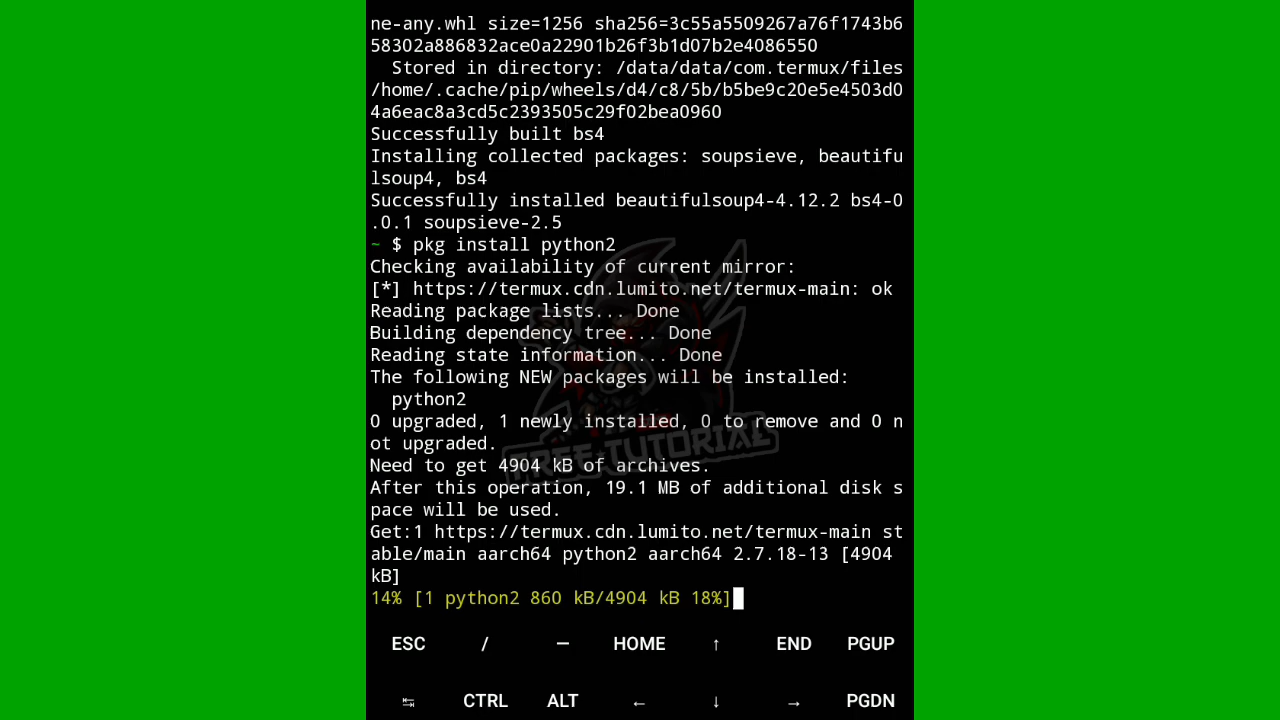 ne-any.whl size=1256 sha256=3c55a5509267a76f1743b6
58302a886832ace0a22901b26f3b1d07b2e4086550
Stored in directory: /data/data/com.termux/files
/home/.cache/pip/wheels/d4/c8/5b/b5be9c20e5e4503d0
4a6eac8a3cd5c2393505c29f02bea0960
Successfully built bs4
Installing collected packages: soupsieve, beautifu
lsoup4, bs4
Successfully installed beautifulsoup4-4.12.2 bs4-0
.0.1 soupsieve-2.5
~ $ pkg install python2
Checking availability of current mirror:
[*] https://termux.cdn.lumito.net/termux-main: ok
Reading package lists... Done
Building dependency tree... Done
Reading state information... Done
The following NEW packages will be installed:
python2
0 upgraded, 1 newly installed, 0 to remove and 0 n
ot upgraded.
TREE TUTORIAL
Need to get 4904 kB of archives.
After this operation, 19.1 MB of additional disk s
pace will be used.
Get:1 https://termux.cdn.lumito.net/termux-main st
able/main aarch64 python2 aarch64 2.7.18-13 [4904
kB]
14% [1 python2 860 kB/4904 kB 18%]
ESC / — HOME ↑ END PGUP
↹ CTRL ALT ← ↓ → PGDN